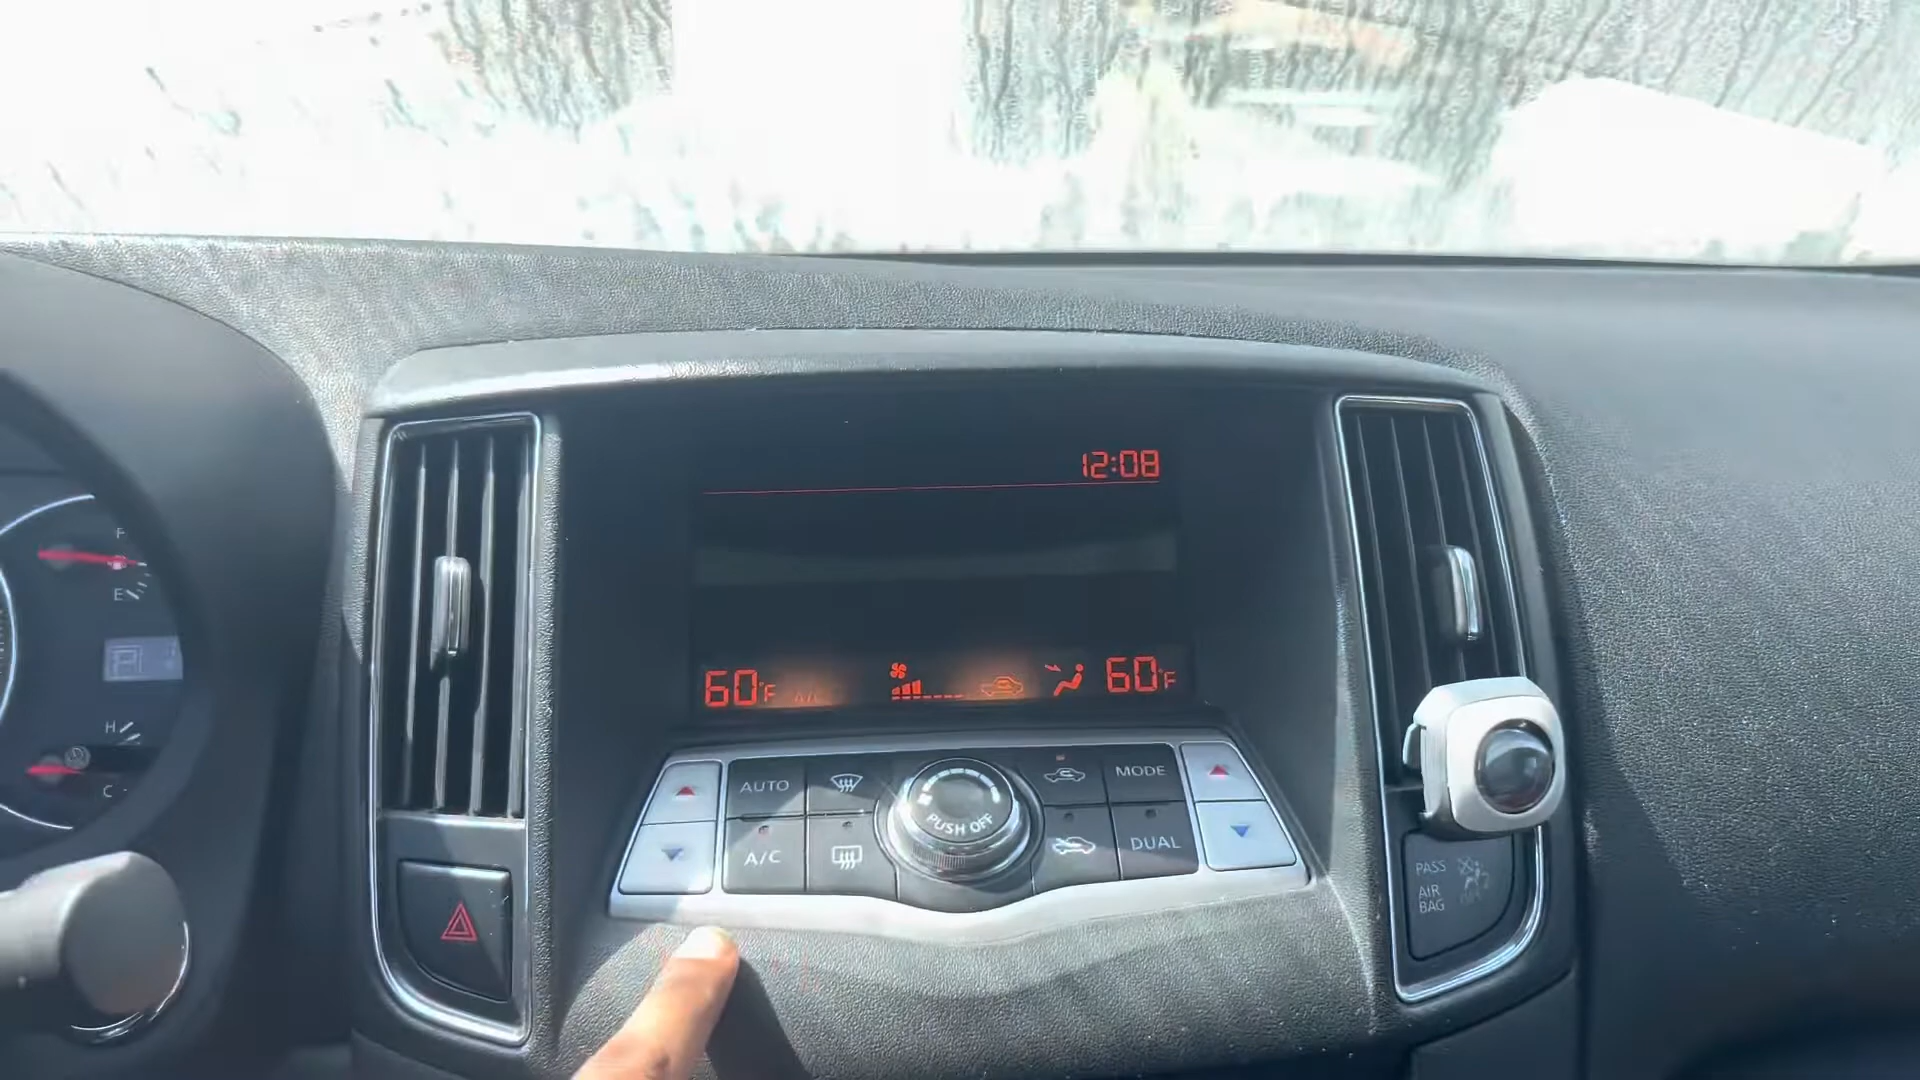 12:08
F
E
P
60°F A/C 60°F
H
C
AUTO
MODE
PUSH OFF
A/C
DUAL
PASS
AIR
BAG